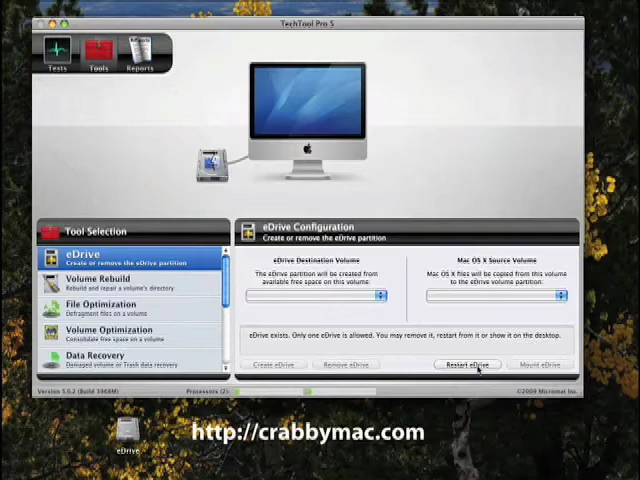 TechTool Pro 5
Tests
Tools
Reports
Tool Selection
eDrive
Create or remove the eDrive partition
Volume Rebuild
Rebuild and repair a volume's directory
File Optimization
Defragment files on a volume
Volume Optimization
Consolidate free space on a volume
Data Recovery
Damaged volume or Trash data recovery
eDrive Configuration
Create or remove the eDrive partition
eDrive Destination Volume
The eDrive partition will be created from
available free space on this volume:
Mac OS X Source Volume
Mac OS X files will be copied from this volume
to the eDrive volume partition:
eDrive exists. Only one eDrive is allowed. You may remove it, restart from it or show it on the desktop.
Create eDrive
Remove eDrive
Restart eDrive
Mount eDrive
Version 5.0.2 (Build 3968M)
Processors (2)
©2009 Micromat Inc.
eDrive
http://crabbymac.com